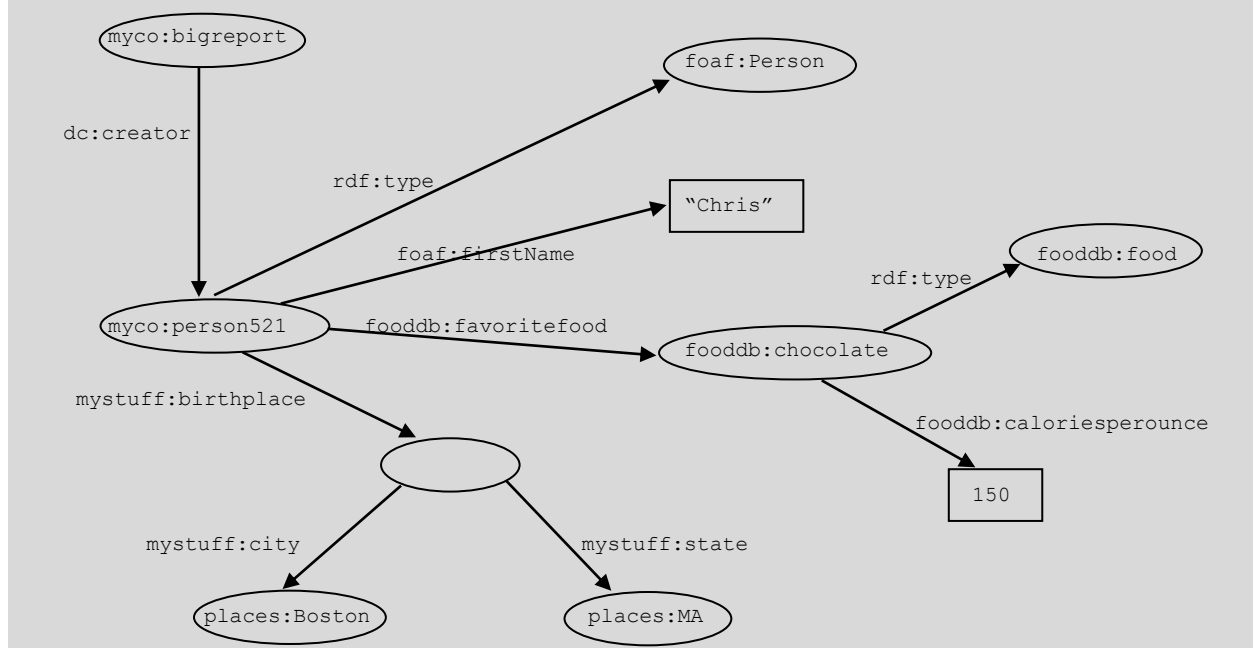 myco:bigreport
foaf:Person
dc:creator
rdf:type
“Chris”
foaf:firstName
fooddb:food
rdf:type
myco:person521
fooddb:favoritefood
fooddb:chocolate
mystuff:birthplace
fooddb:caloriesperounce
150
mystuff:city
mystuff:state
places:Boston
places:MA